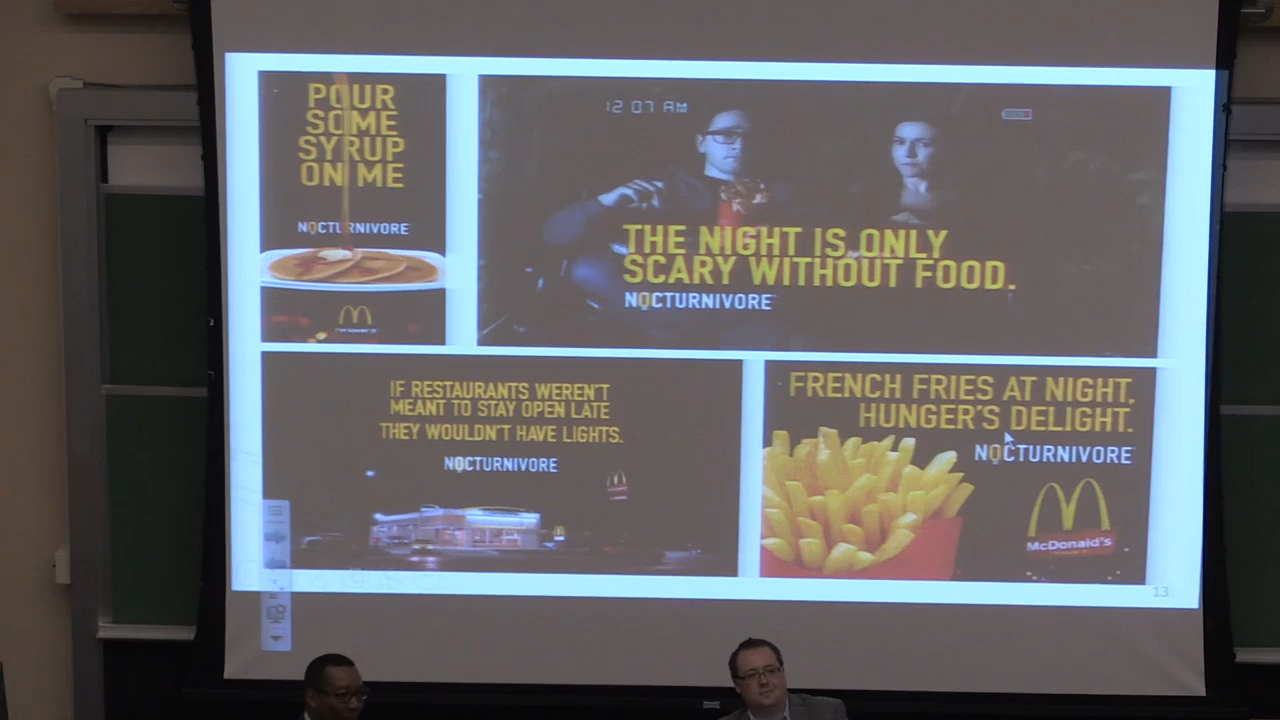 POUR
SOME
SYRUP
ON ME
NOCTURNIVORE
12:07 AM
THE NIGHT IS ONLY
SCARY WITHOUT FOOD.
NOCTURNIVORE
IF RESTAURANTS WEREN'T
MEANT TO STAY OPEN LATE
THEY WOULDN'T HAVE LIGHTS.
NOCTURNIVORE
FRENCH FRIES AT NIGHT,
HUNGER'S DELIGHT.
NOCTURNIVORE
McDonald's
13